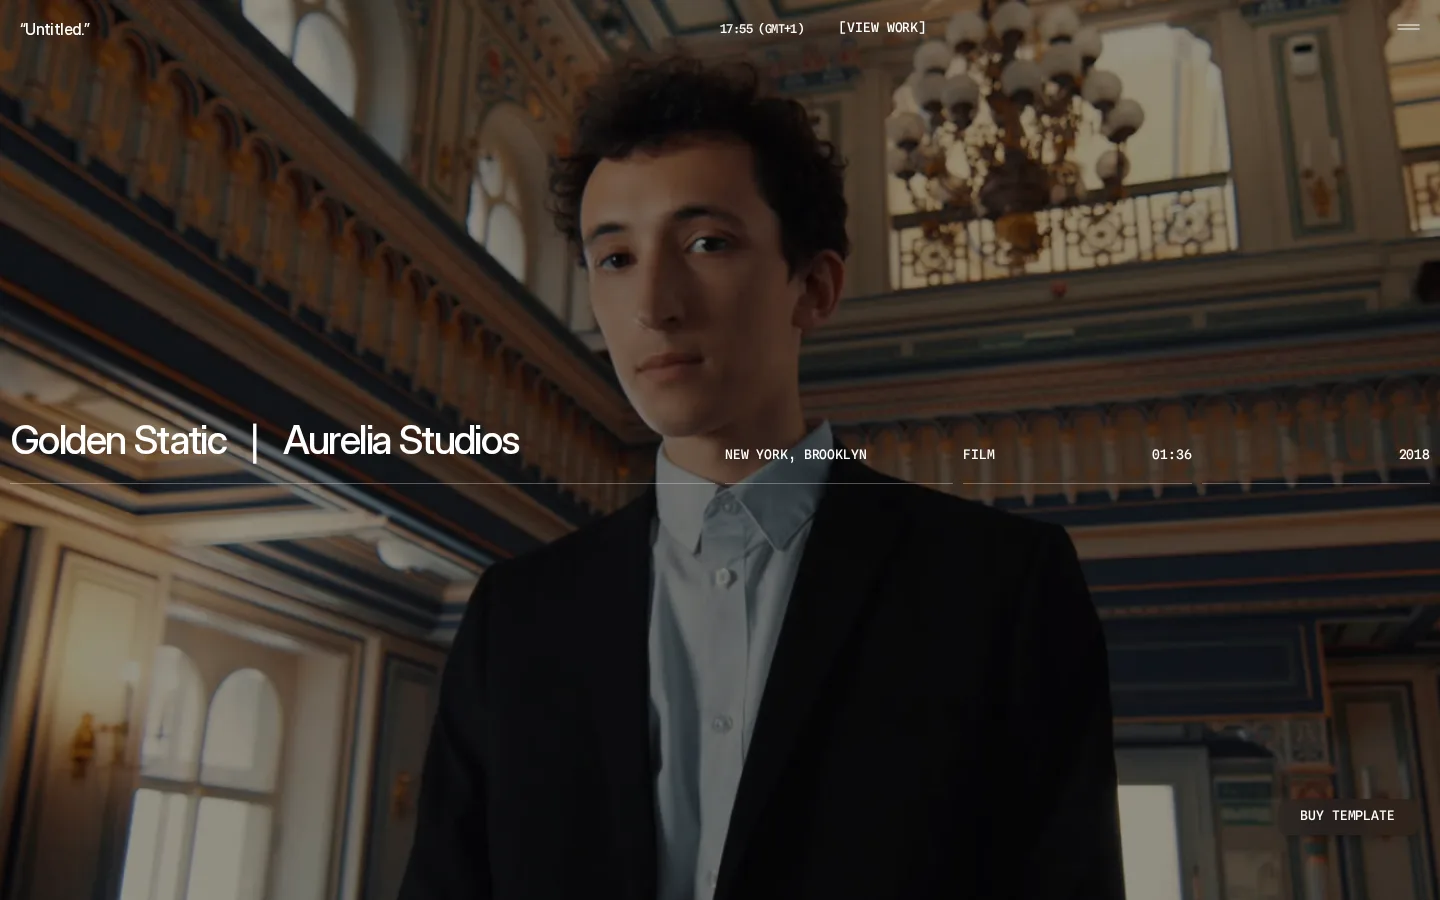 “Untitled.”
17:55 (GMT+1)
[VIEW WORK]
Golden Static | Aurelia Studios
NEW YORK, BROOKLYN
FILM
01:36
2018
BUY TEMPLATE